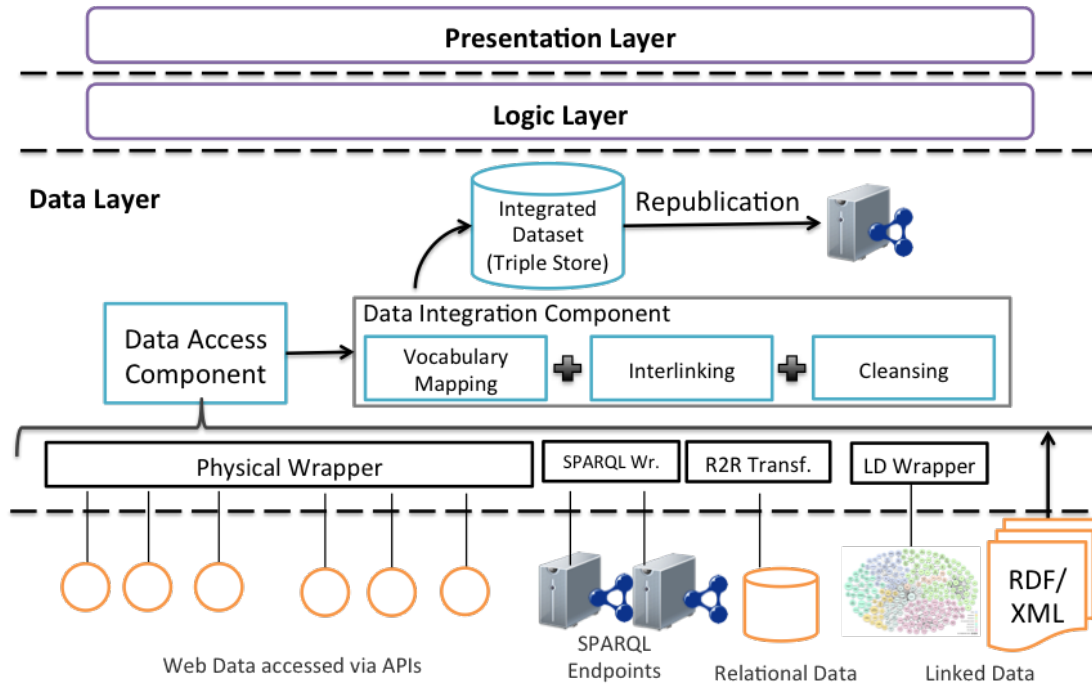 Presentation Layer
Logic Layer
Data Layer
Integrated
Dataset
(Triple Store)
Republication
Data Access
Component
Data Integration Component
Vocabulary
Mapping
Interlinking
Cleansing
Physical Wrapper
SPARQL Wr.
R2R Transf.
LD Wrapper
RDF/
XML
Web Data accessed via APIs
SPARQL
Endpoints
Relational Data
Linked Data